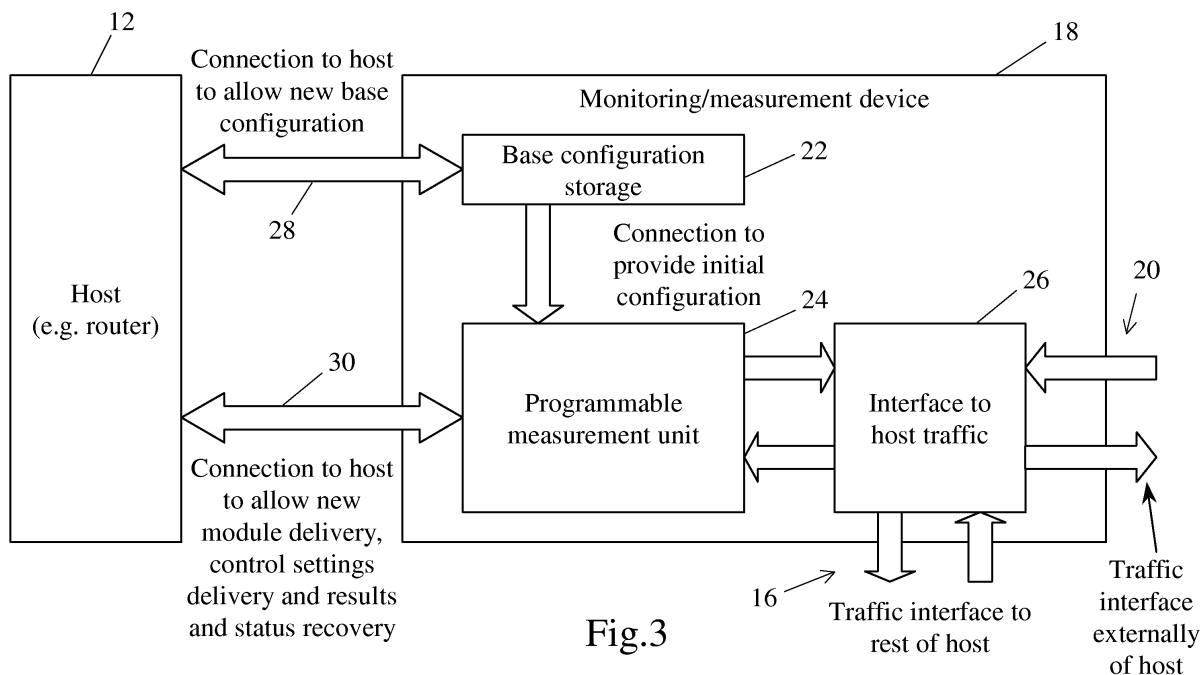 12
18
Connection to host
to allow new base
configuration
Monitoring/measurement device
Base configuration
storage
22
28
Connection to
provide initial
configuration
20
24
26
Host
(e.g. router)
30
Programmable
measurement unit
Interface to
host traffic
Connection to host
to allow new
module delivery,
control settings
delivery and results
and status recovery
16
Traffic interface to
rest of host
Traffic
interface
externally
of host
Fig.3